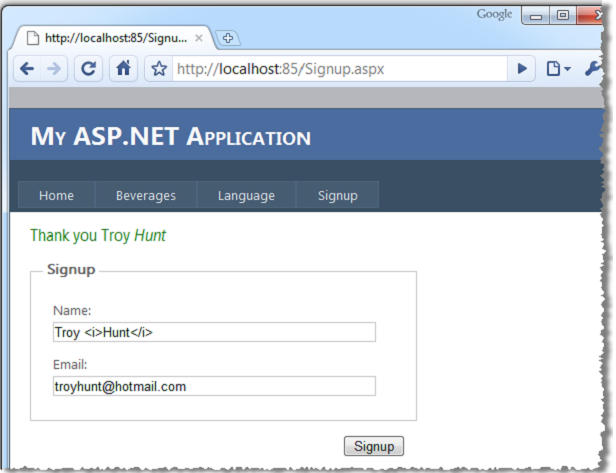 Google
http://localhost:85/Signu...
http://localhost:85/Signup.aspx
My ASP.NET Application
Home Beverages Language Signup
Thank you Troy Hunt
Signup
Name:
Troy <i>Hunt</i>
Email:
troyhunt@hotmail.com
Signup